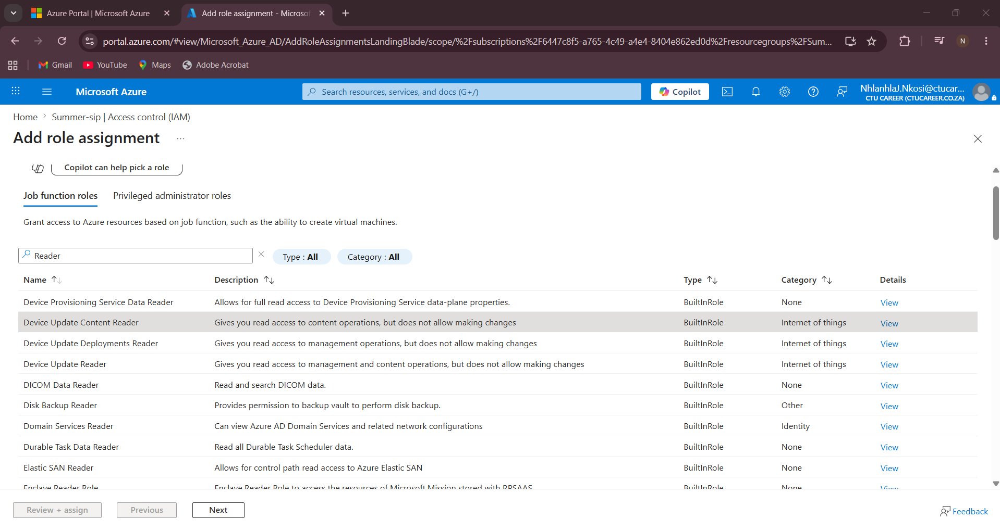 Azure Portal | Microsoft Azure
Add role assignment - Microsof
portal.azure.com/#view/Microsoft_Azure_AD/AddRoleAssignmentsLandingBlade/scope/%2Fsubscriptions%2F6447c8f5-a765-4c49-a4e4-8404e862ed0d%2Fresourcegroups%2FSum...
N
Gmail
YouTube
Maps
Adobe Acrobat
Microsoft Azure
Search resources, services, and docs (G+/)
Copilot
NhlanhlaJ.Nkosi@ctucar...
CTU CAREER (CTUCAREER.CO.ZA)
Home > Summer-sip | Access control (IAM)
Add role assignment ...
Copilot can help pick a role
Job function roles Privileged administrator roles
Grant access to Azure resources based on job function, such as the ability to create virtual machines.
Reader
Type : All
Category : All
Name Description Type Category Details
Device Provisioning Service Data Reader Allows for full read access to Device Provisioning Service data-plane properties. BuiltInRole None View
Device Update Content Reader Gives you read access to content operations, but does not allow making changes BuiltInRole Internet of things View
Device Update Deployments Reader Gives you read access to management operations, but does not allow making changes BuiltInRole Internet of things View
Device Update Reader Gives you read access to management and content operations, but does not allow making changes BuiltInRole Internet of things View
DICOM Data Reader Read and search DICOM data. BuiltInRole None View
Disk Backup Reader Provides permission to backup vault to perform disk backup. BuiltInRole Other View
Domain Services Reader Can view Azure AD Domain Services and related network configurations BuiltInRole Identity View
Durable Task Data Reader Read all Durable Task Scheduler data. BuiltInRole None View
Elastic SAN Reader Allows for control path read access to Azure Elastic SAN BuiltInRole None View
Enclave Reader Role Enclave Reader Role to access the resources of Microsoft Mission stored with RPSAAS BuiltInRole None View
Review + assign
Previous
Next
Feedback